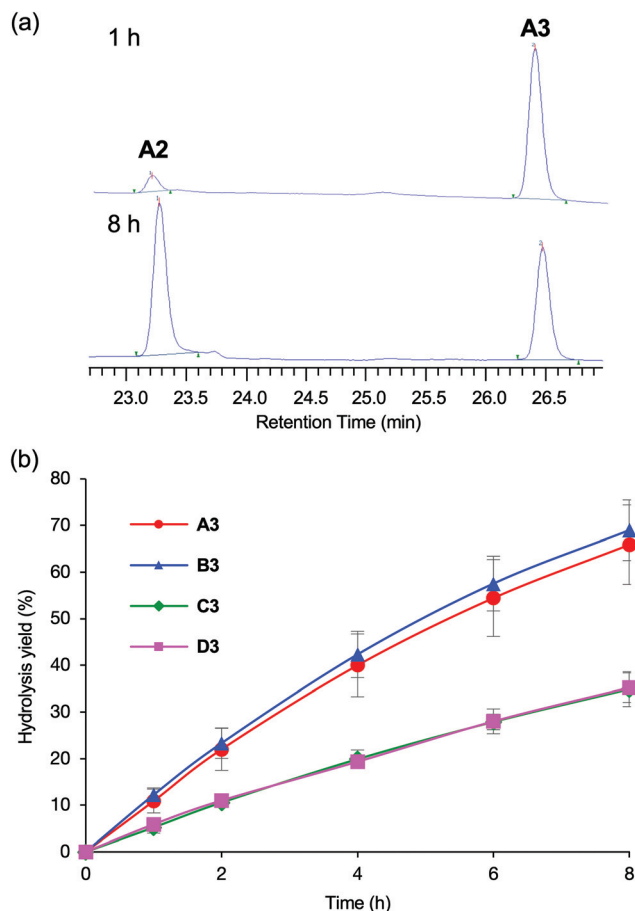 (a)
1 h
A3
A2
8 h
23.0 23.5 24.0 24.5 25.0 25.5 26.0 26.5
Retention Time (min)
(b)
80
70
60
50
40
30
20
10
0
Hydrolysis yield (%)
A3
B3
C3
D3
0 2 4 6 8
Time (h)